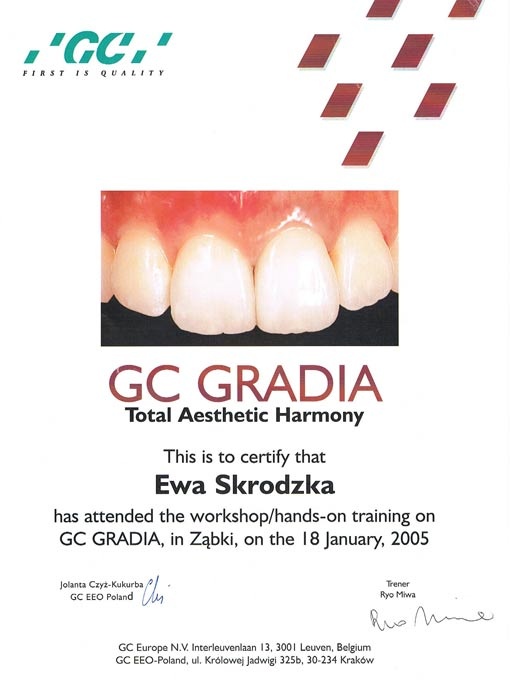 GC
FIRST IS QUALITY
GC GRADIA
Total Aesthetic Harmony
This is to certify that
Ewa Skrodzka
has attended the workshop/hands-on training on
GC GRADIA, in Ząbki, on the 18 January, 2005
Jolanta Czyż-Kukurba
GC EEO Poland
Trener
Ryo Miwa
Ryo Miwa
GC Europe N.V. Interleuvenlaan 13, 3001 Leuven, Belgium
GC EEO-Poland, ul. Królowej Jadwigi 325b, 30-234 Kraków